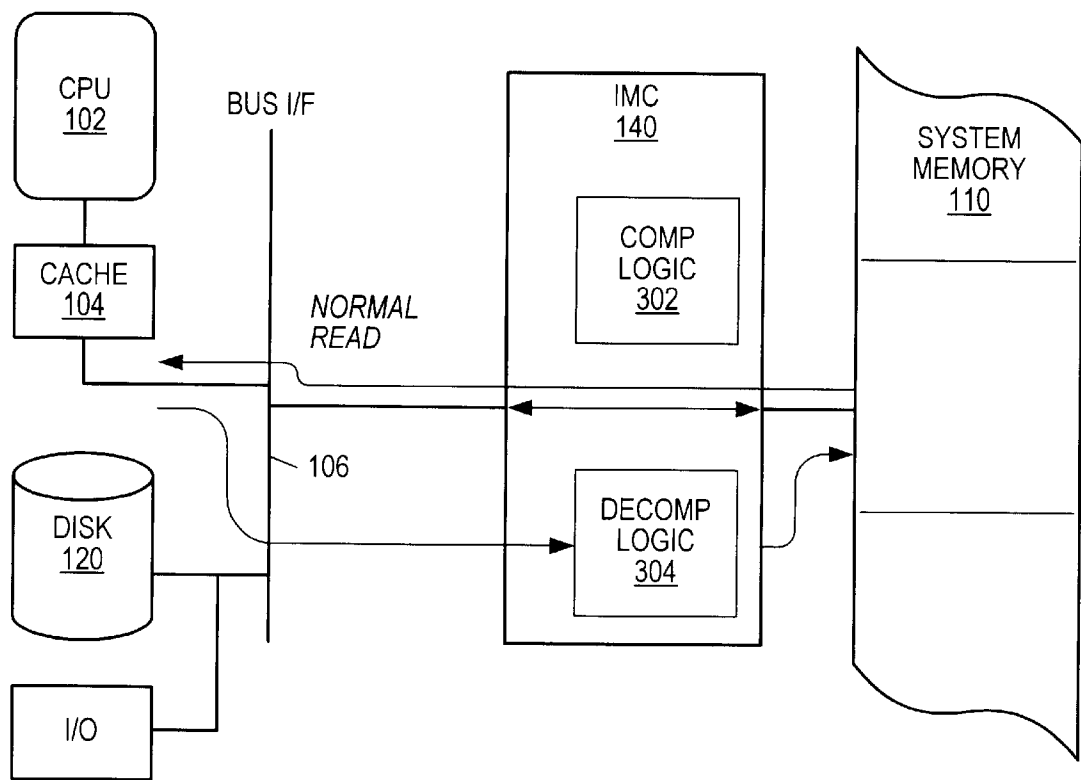 CPU
102
BUS I/F
IMC
140
SYSTEM
MEMORY
110
COMP
LOGIC
302
CACHE
104
NORMAL
READ
106
DISK
120
DECOMP
LOGIC
304
I/O